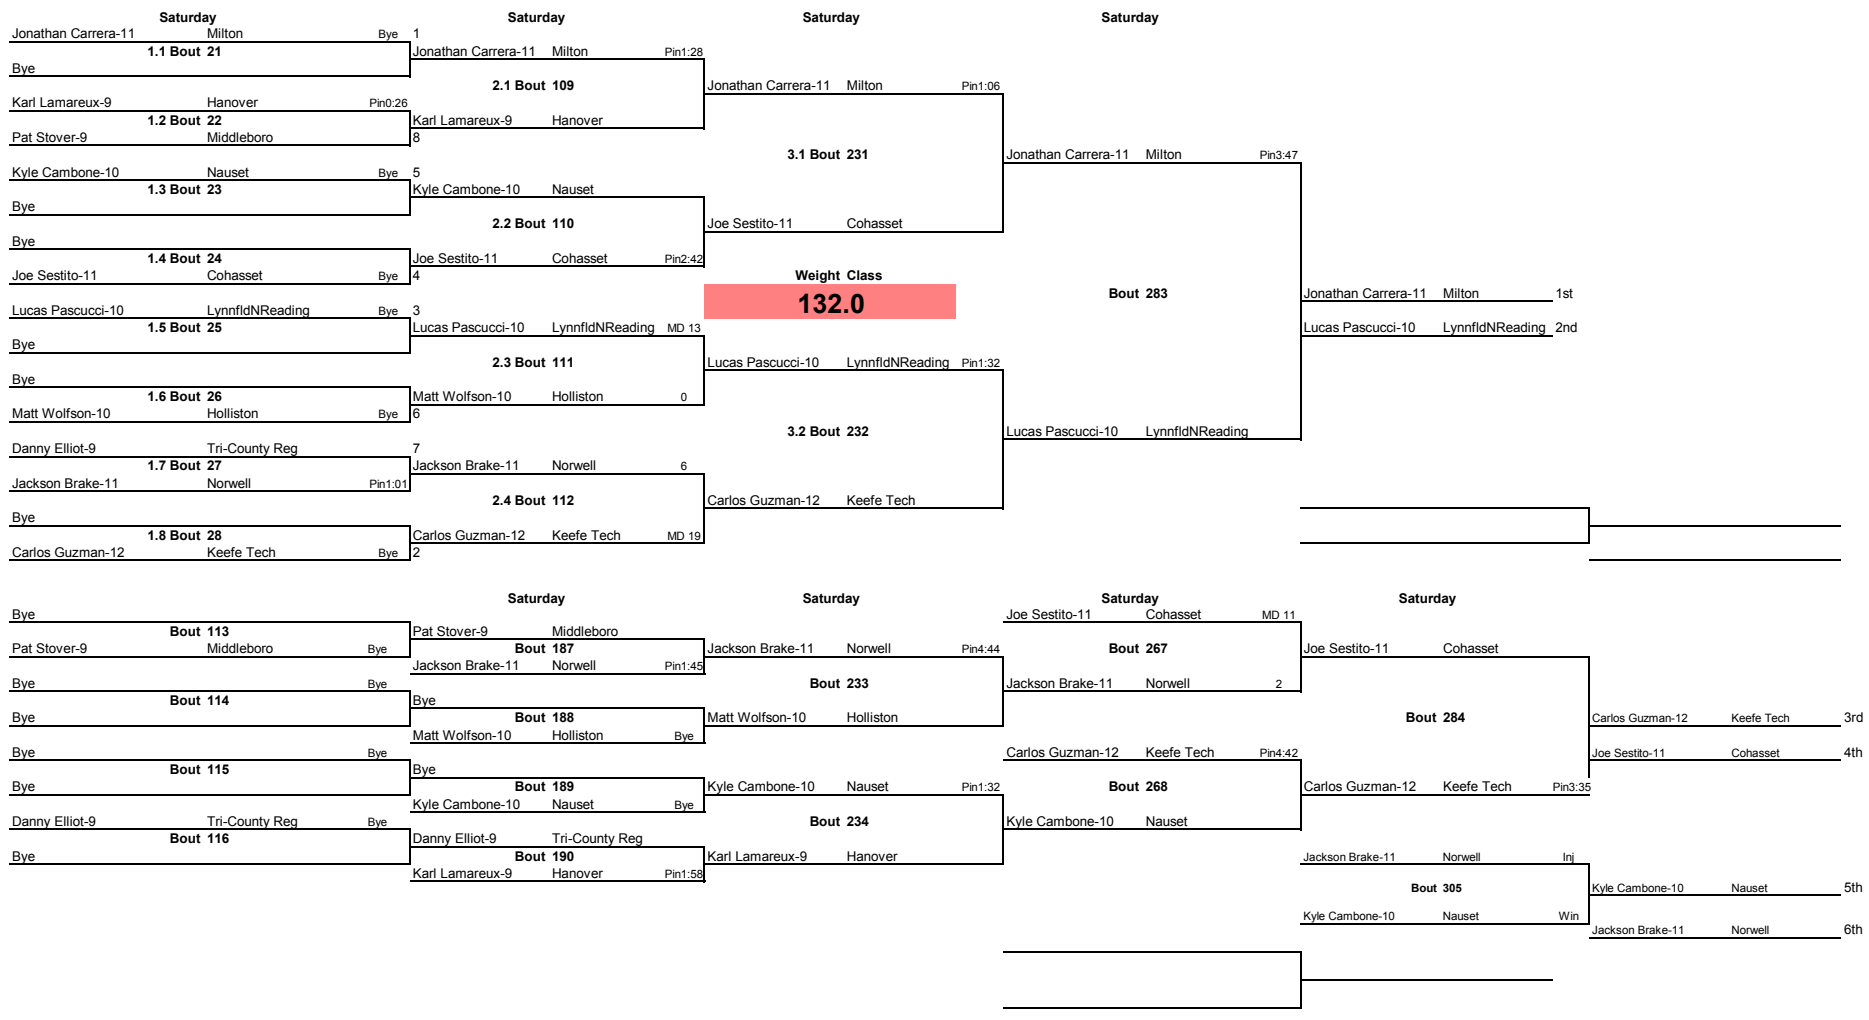 Saturday Saturday Saturday Saturday
Jonathan Carrera-11 Milton Bye 1
1.1 Bout 21 Jonathan Carrera-11 Milton Pin1:28
Bye
2.1 Bout 109 Jonathan Carrera-11 Milton Pin1:06
Karl Lamareux-9 Hanover Pin0:26
1.2 Bout 22 Karl Lamareux-9 Hanover
Pat Stover-9 Middleboro 8
3.1 Bout 231 Jonathan Carrera-11 Milton Pin3:47
Kyle Cambone-10 Nauset Bye 5
1.3 Bout 23 Kyle Cambone-10 Nauset
Bye
2.2 Bout 110 Joe Sestito-11 Cohasset
Bye
1.4 Bout 24 Joe Sestito-11 Cohasset Pin2:42
Joe Sestito-11 Cohasset Bye 4 Weight Class
132.0 Bout 283 Jonathan Carrera-11 Milton 1st
Lucas Pascucci-10 LynnfldNReading Bye 3
1.5 Bout 25 Lucas Pascucci-10 LynnfldNReading MD 13 Lucas Pascucci-10 LynnfldNReading 2nd
Bye
2.3 Bout 111 Lucas Pascucci-10 LynnfldNReading Pin1:32
Bye
1.6 Bout 26 Matt Wolfson-10 Holliston 0
Matt Wolfson-10 Holliston Bye 6
3.2 Bout 232 Lucas Pascucci-10 LynnfldNReading
Danny Elliot-9 Tri-County Reg 7
1.7 Bout 27 Jackson Brake-11 Norwell 6
Jackson Brake-11 Norwell Pin1:01
2.4 Bout 112 Carlos Guzman-12 Keefe Tech
Bye
1.8 Bout 28 Carlos Guzman-12 Keefe Tech MD 19
Carlos Guzman-12 Keefe Tech Bye 2
Saturday Saturday Saturday Saturday
Bye Joe Sestito-11 Cohasset MD 11
Bout 113 Pat Stover-9 Middleboro
Pat Stover-9 Middleboro Bye Bout 187 Jackson Brake-11 Norwell Pin4:44 Bout 267 Joe Sestito-11 Cohasset
Jackson Brake-11 Norwell Pin1:45
Bye Bye Bout 233 Jackson Brake-11 Norwell 2
Bout 114 Bye
Bye Bout 188 Matt Wolfson-10 Holliston Bout 284 Carlos Guzman-12 Keefe Tech 3rd
Matt Wolfson-10 Holliston Bye
Bye Bye Carlos Guzman-12 Keefe Tech Pin4:42 Joe Sestito-11 Cohasset 4th
Bout 115 Bye
Bye Bout 189 Kyle Cambone-10 Nauset Pin1:32 Bout 268 Carlos Guzman-12 Keefe Tech Pin3:35
Kyle Cambone-10 Nauset Bye
Danny Elliot-9 Tri-County Reg Bye Bout 234 Kyle Cambone-10 Nauset
Bout 116 Danny Elliot-9 Tri-County Reg
Bye Bout 190 Karl Lamareux-9 Hanover Jackson Brake-11 Norwell Inj
Karl Lamareux-9 Hanover Pin1:58
Bout 305 Kyle Cambone-10 Nauset 5th
Kyle Cambone-10 Nauset Win
Jackson Brake-11 Norwell 6th